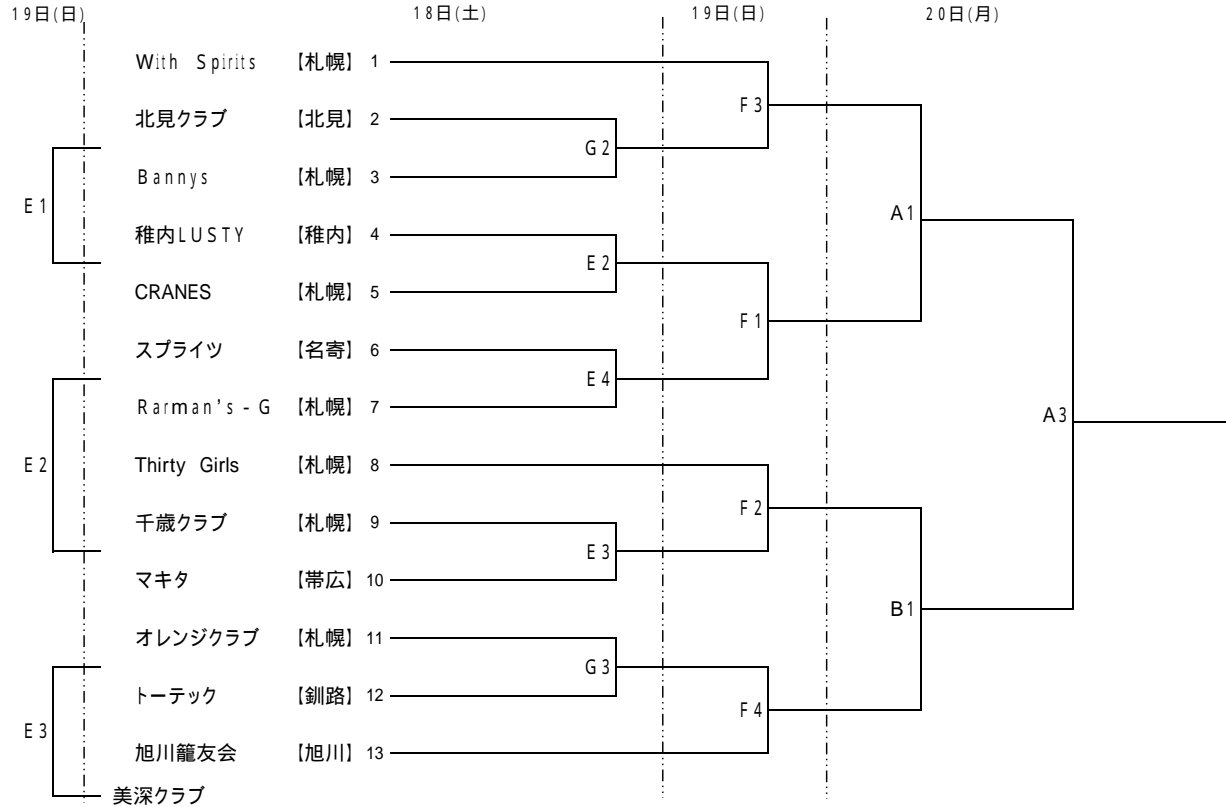 19日(日) 18日(土) 19日(日) 20日(月)
With Spirits 【札幌】 1
F3
北見クラブ 【北見】 2
G2
Bannys 【札幌】 3
E1
A1
稚内LUSTY 【稚内】 4
E2
CRANES 【札幌】 5
F1
スプライツ 【名寄】 6
E4
Rarman's-G 【札幌】 7
A3
E2
Thirty Girls 【札幌】 8
F2
千歳クラブ 【札幌】 9
E3
マキタ 【帯広】 10
B1
オレンジクラブ 【札幌】 11
G3
トーテック 【釧路】 12
F4
E3
旭川籠友会 【旭川】 13
美深クラブ